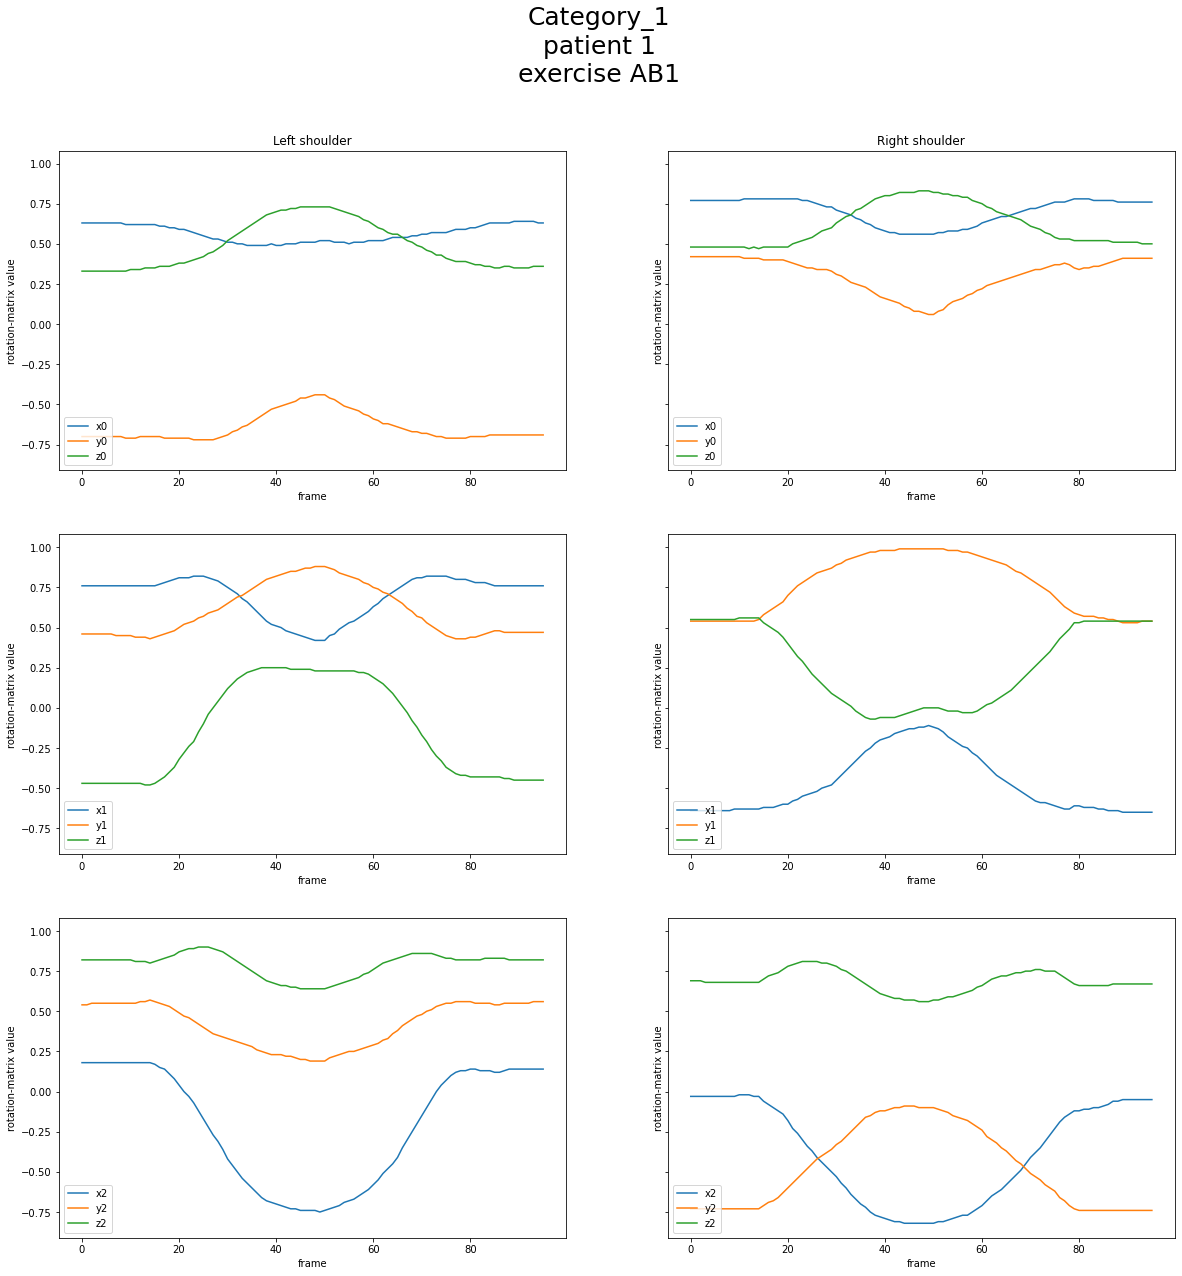 Category_1
patient 1
exercise AB1
Left shoulder
Right shoulder
1.00
0.75
0.50
0.25
0.00
−0.25
−0.50
−0.75
rotation-matrix value
x0
y0
z0
0 20 40 60 80
frame
rotation-matrix value
x0
y0
z0
0 20 40 60 80
frame
1.00
0.75
0.50
0.25
0.00
−0.25
−0.50
−0.75
rotation-matrix value
x1
y1
z1
0 20 40 60 80
frame
rotation-matrix value
x1
y1
z1
0 20 40 60 80
frame
1.00
0.75
0.50
0.25
0.00
−0.25
−0.50
−0.75
rotation-matrix value
x2
y2
z2
0 20 40 60 80
frame
rotation-matrix value
x2
y2
z2
0 20 40 60 80
frame